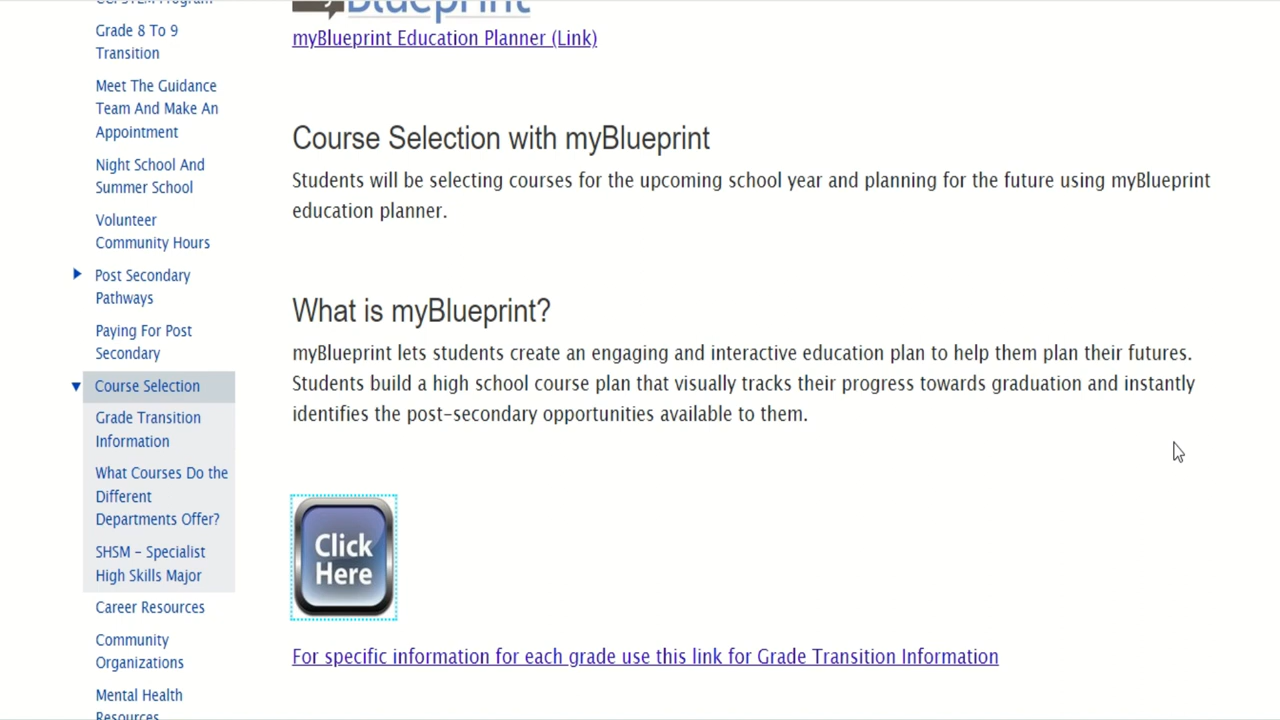 Grade 8 To 9
Transition
Meet The Guidance
Team And Make An
Appointment
Night School And
Summer School
Volunteer
Community Hours
Post Secondary
Pathways
Paying For Post
Secondary
Course Selection
Grade Transition
Information
What Courses Do the
Different
Departments Offer?
SHSM – Specialist
High Skills Major
Career Resources
Community
Organizations
Mental Health
Resources
myBlueprint
myBlueprint Education Planner (Link)
Course Selection with myBlueprint
Students will be selecting courses for the upcoming school year and planning for the future using myBlueprint
education planner.
What is myBlueprint?
myBlueprint lets students create an engaging and interactive education plan to help them plan their futures.
Students build a high school course plan that visually tracks their progress towards graduation and instantly
identifies the post-secondary opportunities available to them.
Click
Here
For specific information for each grade use this link for Grade Transition Information